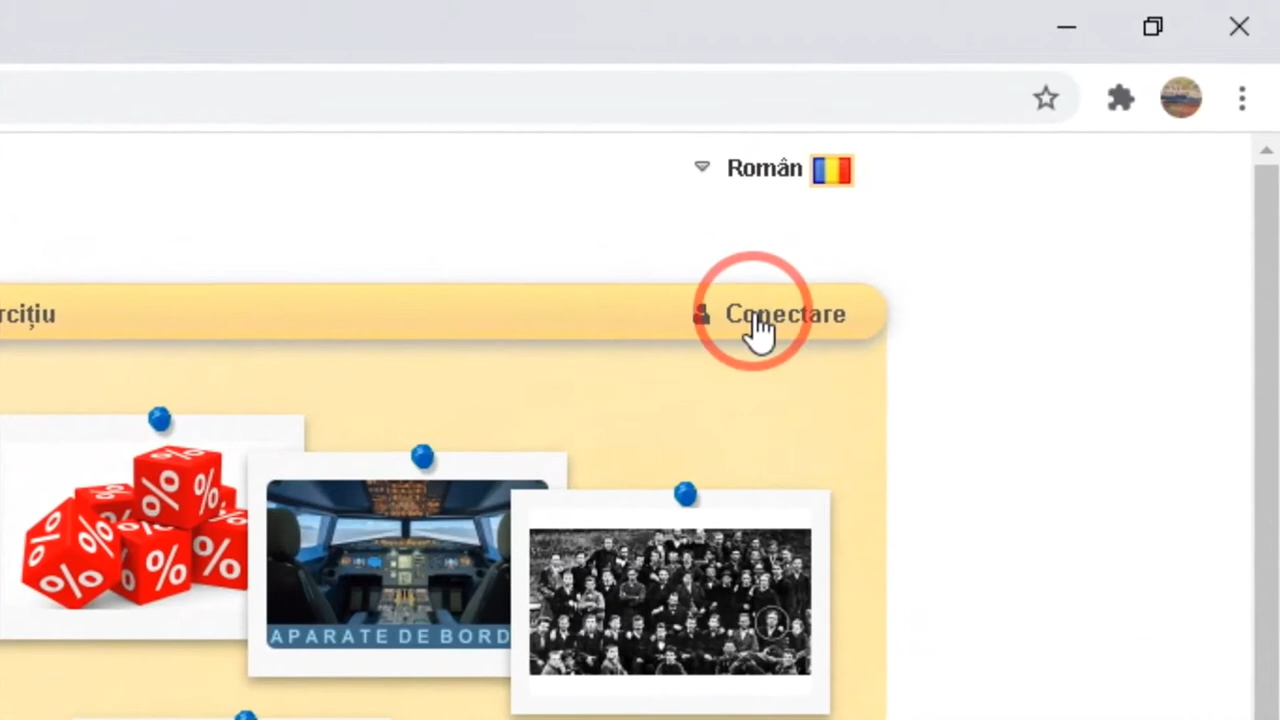 Român
rcițiu
Conectare
% % % % % % % %
APARATE DE BORD